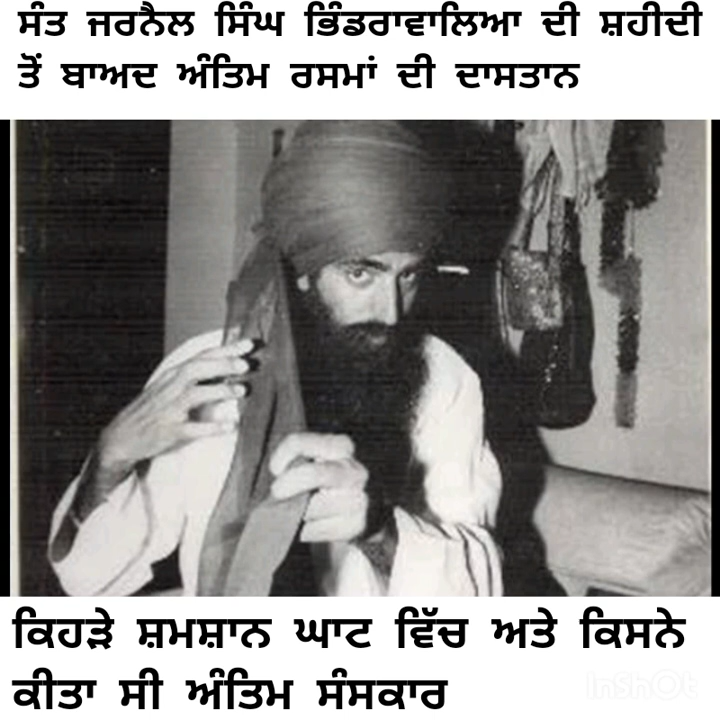 ਸੰਤ ਜਰਨੈਲ ਸਿੰਘ ਭਿੰਡਰਾਵਾਲਿਆ ਦੀ ਸ਼ਹੀਦੀ
ਤੋਂ ਬਾਅਦ ਅੰਤਿਮ ਰਸਮਾਂ ਦੀ ਦਾਸਤਾਨ
ਕਿਹੜੇ ਸ਼ਮਸ਼ਾਨ ਘਾਟ ਵਿੱਚ ਅਤੇ ਕਿਸਨੇ
ਕੀਤਾ ਸੀ ਅੰਤਿਮ ਸੰਸਕਾਰ
InShOt